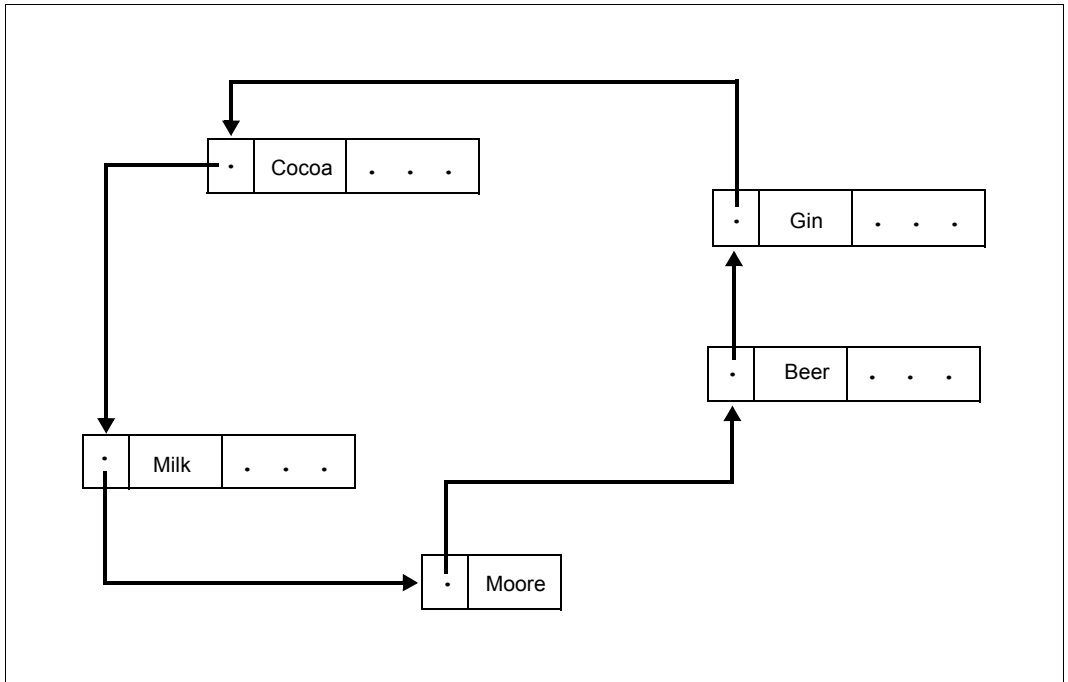 Cocoa . . .
Gin . . .
Beer . . .
Milk . . .
Moore